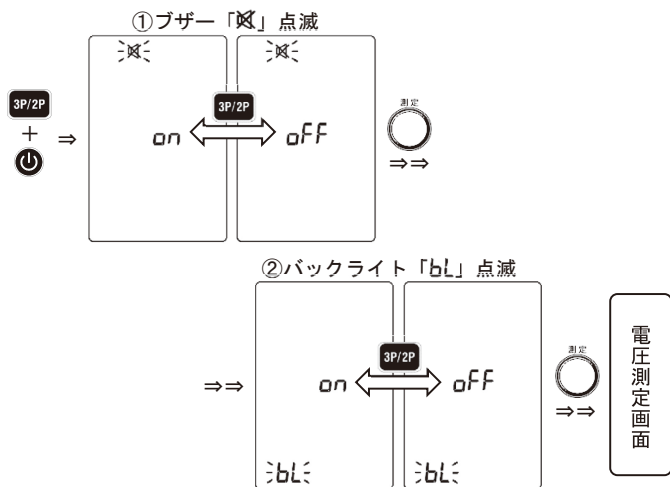 ①ブザー「」点滅
3P/2P
+
⇒
on
3P/2P
oFF
測定
⇒⇒
②バックライト「bL」点滅
⇒⇒
on
3P/2P
oFF
bL
bL
測定
⇒⇒
電圧測定画面